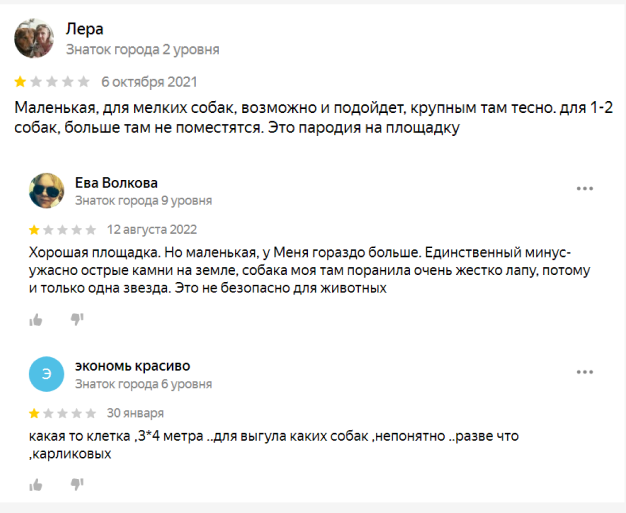 Лера
Знаток города 2 уровня
6 октября 2021
Маленькая, для мелких собак, возможно и подойдет, крупным там тесно. для 1-2
собак, больше там не поместятся. Это пародия на площадку
Ева Волкова
Знаток города 9 уровня
12 августа 2022
Хорошая площадка. Но маленькая, у Меня гораздо больше. Единственный минус-
ужасно острые камни на земле, собака моя там поранила очень жестко лапу, потому
и только одна звезда. Это не безопасно для животных
Э
экономь красиво
Знаток города 6 уровня
30 января
какая то клетка ,3*4 метра ..для выгула каких собак ,непонятно ..разве что
,карликовых